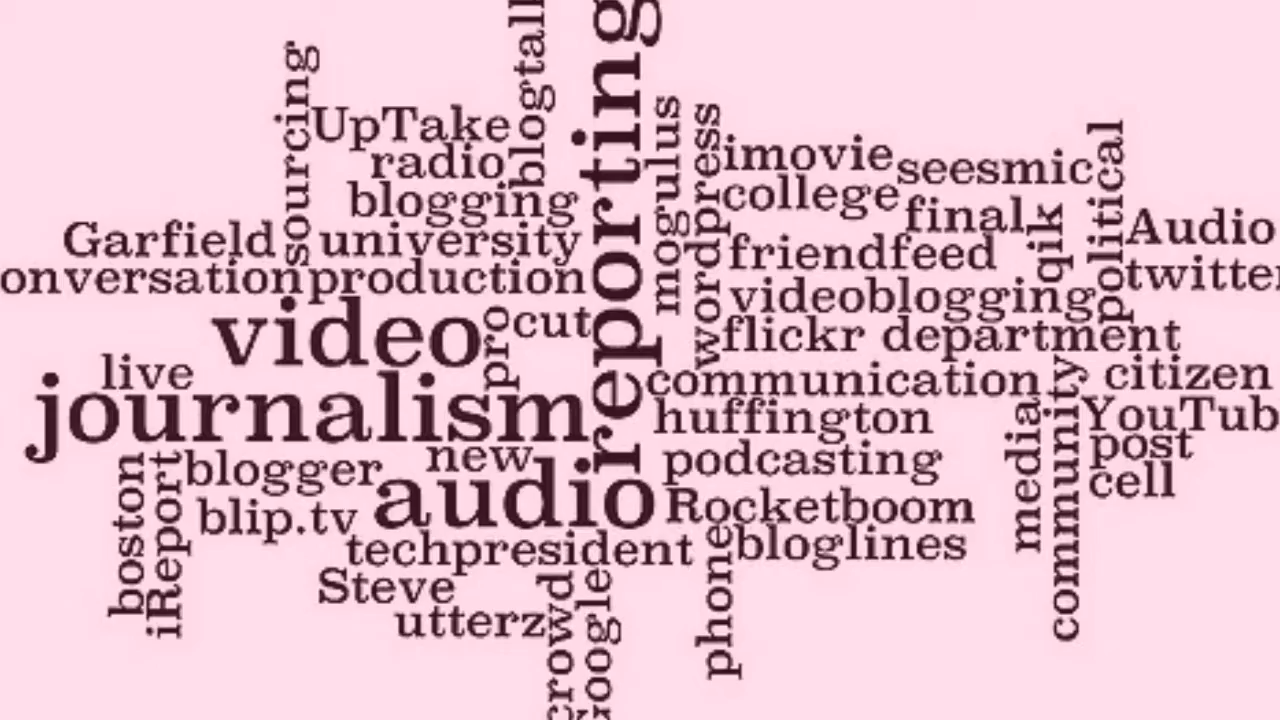 sourcing
UpTake
blogtalk
reporting
radio
blogging
mogulus
wordpress
imovie
seesmic
political
college
final
qik
Audio
Garfield
university
friendfeed
twitter
onversation
production
videoblogging
video
pro
cut
flickr
department
live
communication
citizen
journalism
huffington
media
community
YouTub
post
new
podcasting
cell
boston
iReport
blogger
audio
blip.tv
Rocketboom
techpresident
phone
bloglines
Steve
utterz
crowd
Google